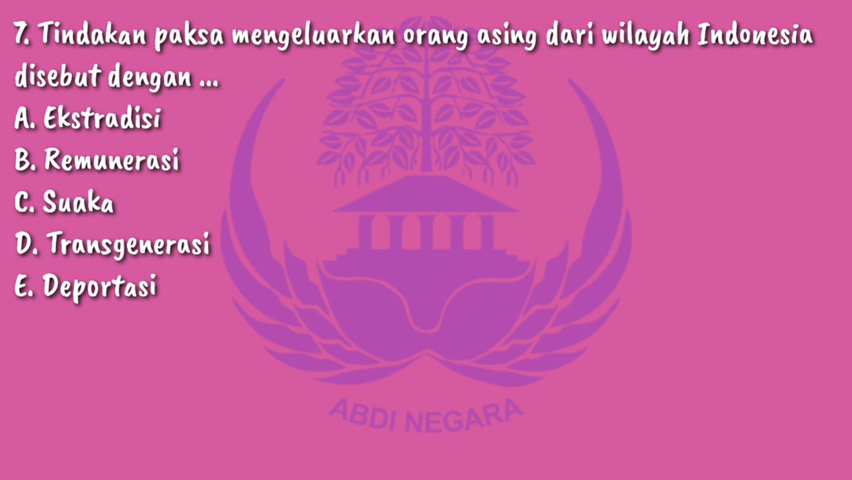 7. Tindakan paksa mengeluarkan orang asing dari wilayah Indonesia
disebut dengan ...
A. Ekstradisi
B. Remunerasi
C. Suaka
D. Transgenerasi
E. Deportasi
ABDI NEGARA